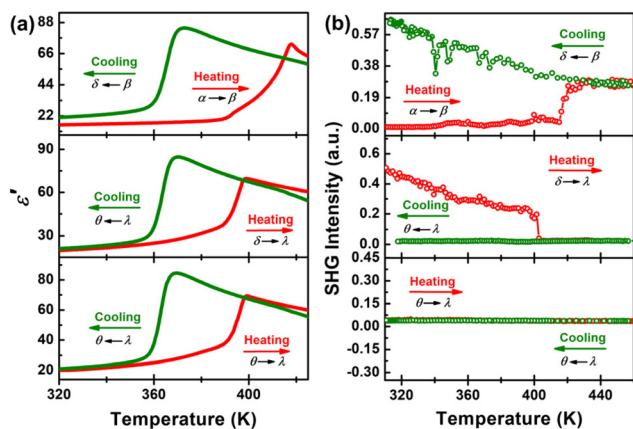 (a)
88
66
44
22
Cooling
δ ← β
Heating
α → β
90
60
30
Cooling
θ ← λ
Heating
δ → λ
80
60
40
20
Cooling
θ ← λ
Heating
θ → λ
ε'
320 360 400
Temperature (K)
(b)
0.57
0.38
0.19
0.00
Cooling
δ ← β
Heating
α → β
0.6
0.4
0.2
0.0
Heating
δ → λ
Cooling
θ ← λ
0.45
0.30
0.15
0.00
-0.15
-0.30
Heating
θ → λ
Cooling
θ ← λ
SHG Intensity (a.u.)
320 360 400 440
Temperature (K)